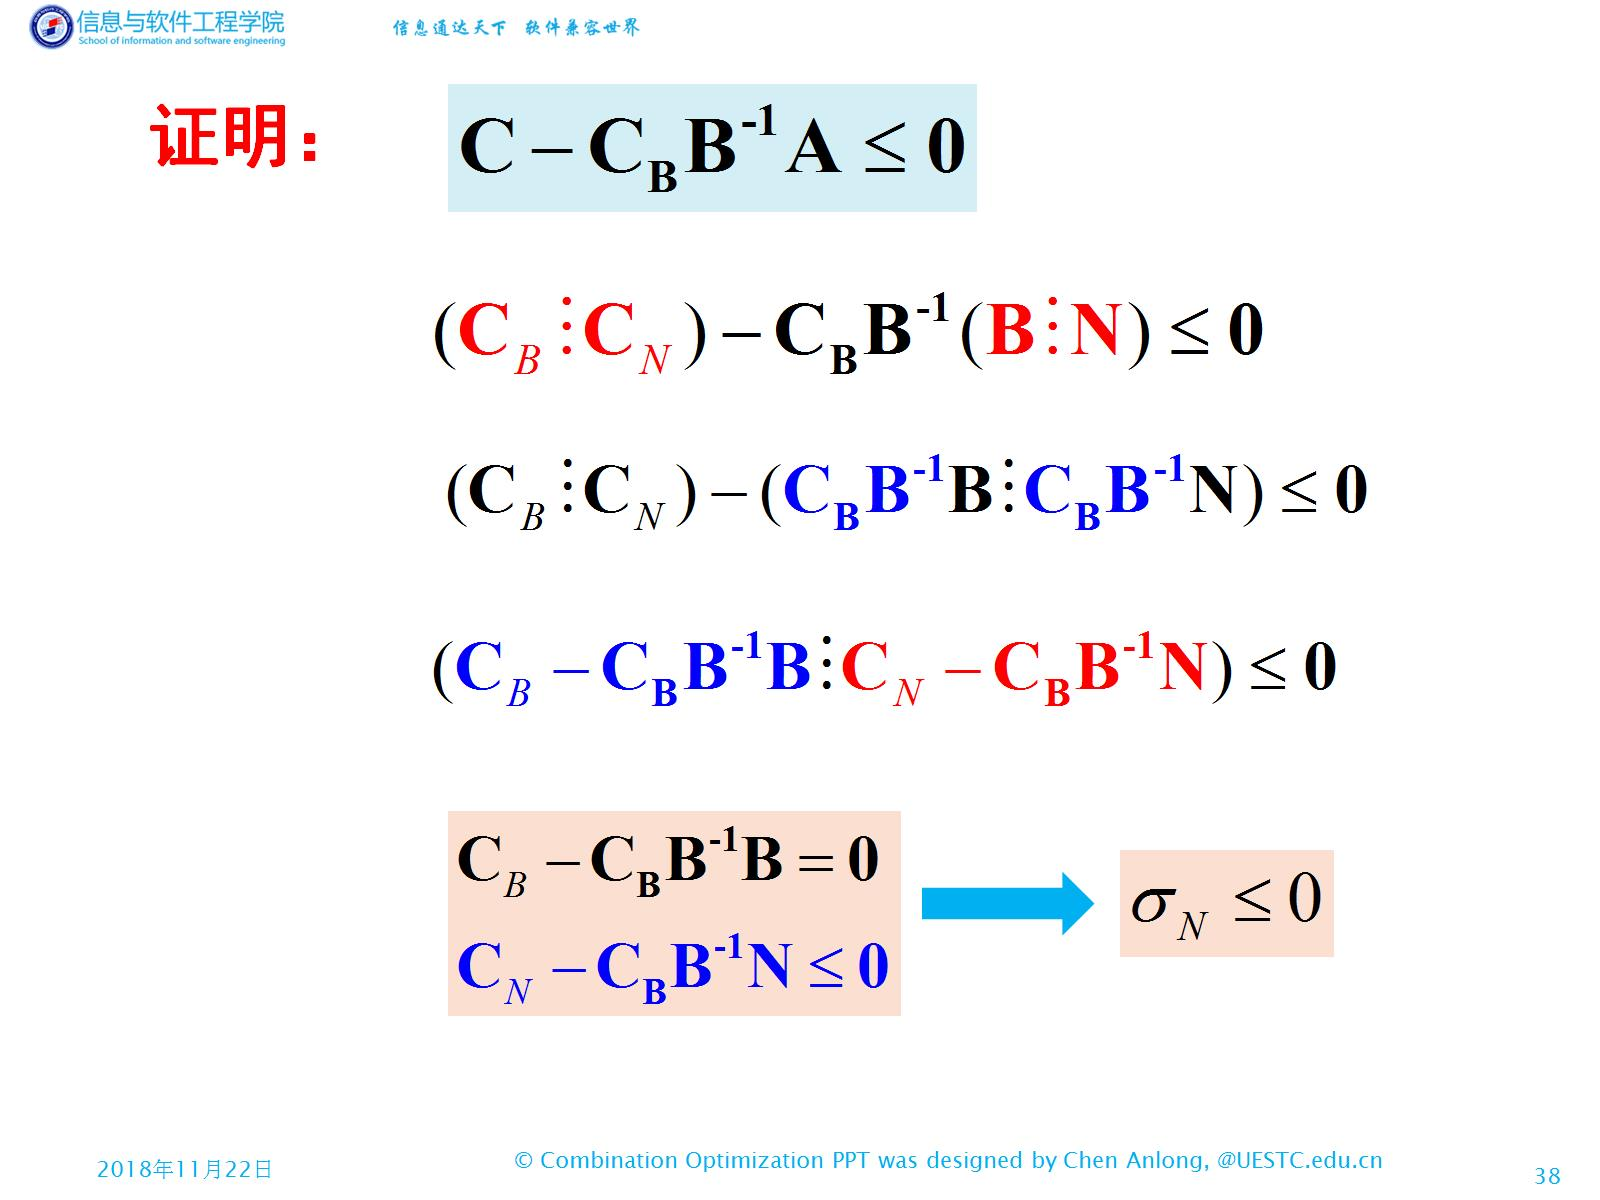 信息与软件工程学院
School of information and software engineering
信息通达天下 软件兼容世界
证明：
C − C_B B^{-1} A ≤ 0
(C_B ⋮ C_N) − C_B B^{-1} (B ⋮ N) ≤ 0
(C_B ⋮ C_N) − (C_B B^{-1} B ⋮ C_B B^{-1} N) ≤ 0
(C_B − C_B B^{-1} B ⋮ C_N − C_B B^{-1} N) ≤ 0
C_B − C_B B^{-1} B = 0
C_N − C_B B^{-1} N ≤ 0
σ_N ≤ 0
2018年11月22日
© Combination Optimization PPT was designed by Chen Anlong, @UESTC.edu.cn
38